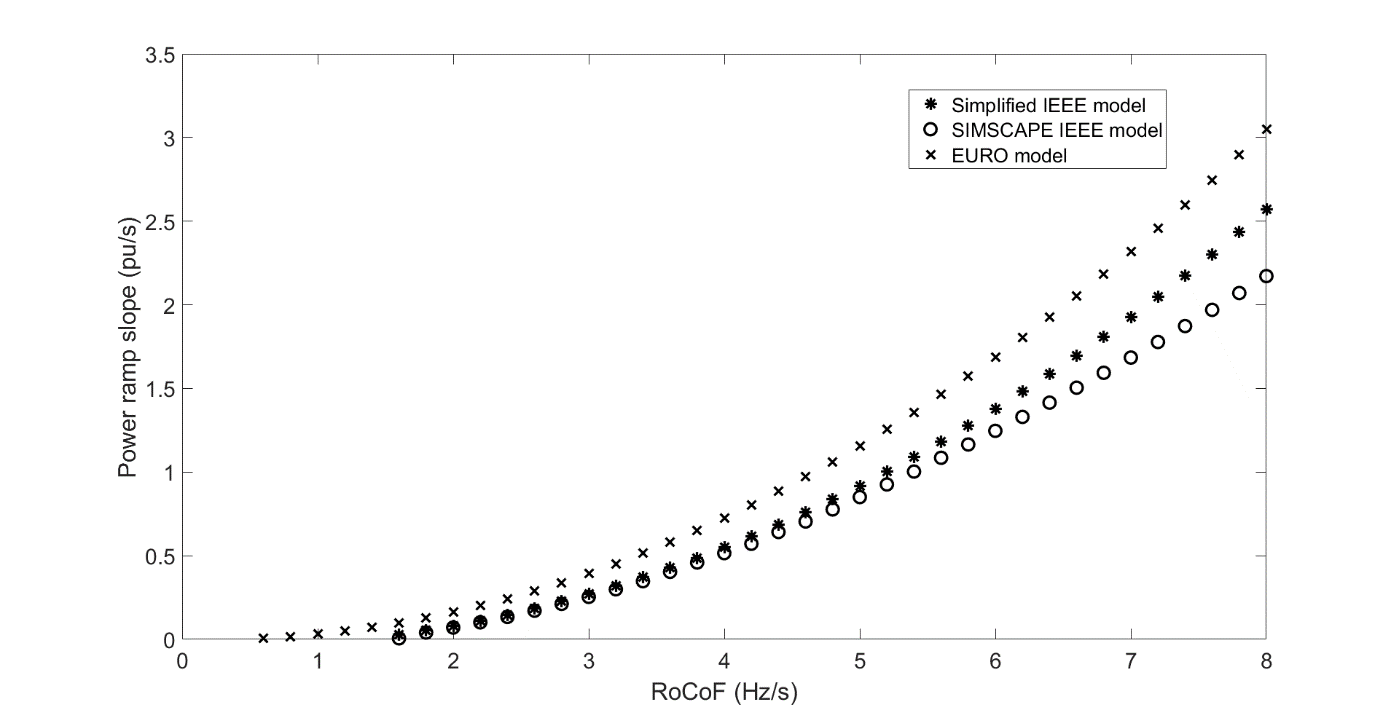 3.5
3
2.5
2
1.5
1
0.5
0
Power ramp slope (pu/s)
Simplified IEEE model
SIMSCAPE IEEE model
EURO model
0 1 2 3 4 5 6 7 8
RoCoF (Hz/s)